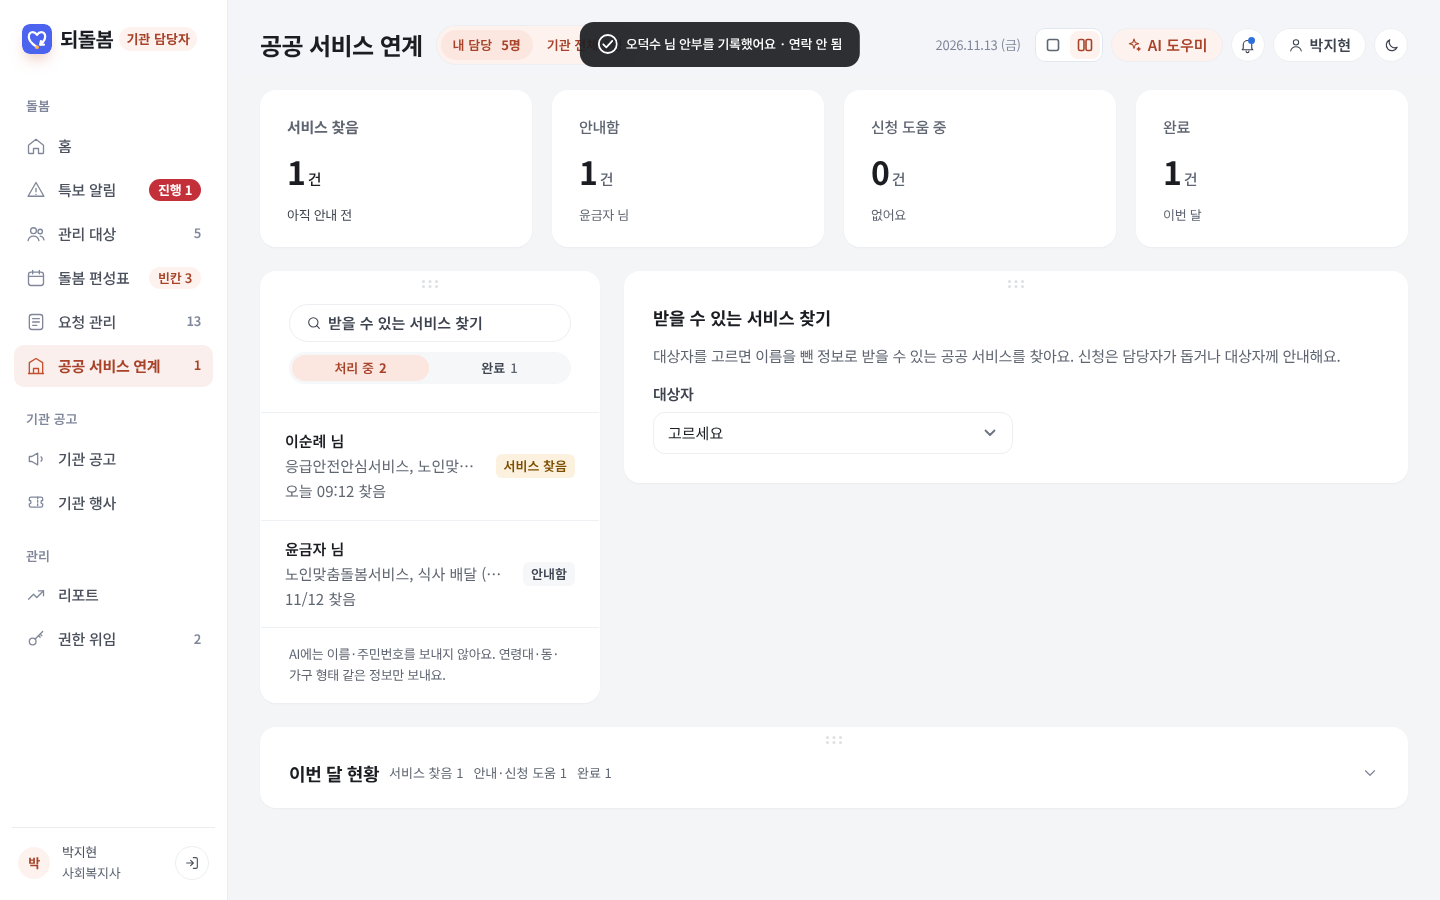 되돌봄 기관 담당자
돌봄
홈
특보 알림 진행 1
관리 대상 5
돌봄 편성표 빈칸 3
요청 관리 13
공공 서비스 연계 1
기관 공고
기관 공고
기관 행사
관리
리포트
권한 위임 2
박 박지현
사회복지사
공공 서비스 연계 내 담당 5명 기관
오덕수 님 안부를 기록했어요 · 연락 안 됨
2026.11.13 (금) AI 도우미 박지현
서비스 찾음
1건
아직 안내 전
안내함
1건
윤금자 님
신청 도움 중
0건
없어요
완료
1건
이번 달
받을 수 있는 서비스 찾기
처리 중 2 완료 1
이순례 님
응급안전안심서비스, 노인맞… 서비스 찾음
오늘 09:12 찾음
윤금자 님
노인맞춤돌봄서비스, 식사 배달 (… 안내함
11/12 찾음
AI에는 이름·주민번호를 보내지 않아요. 연령대·동·
가구 형태 같은 정보만 보내요.
받을 수 있는 서비스 찾기
대상자를 고르면 이름을 뺀 정보로 받을 수 있는 공공 서비스를 찾아요. 신청은 담당자가 돕거나 대상자께 안내해요.
대상자
고르세요
이번 달 현황 서비스 찾음 1 안내·신청 도움 1 완료 1